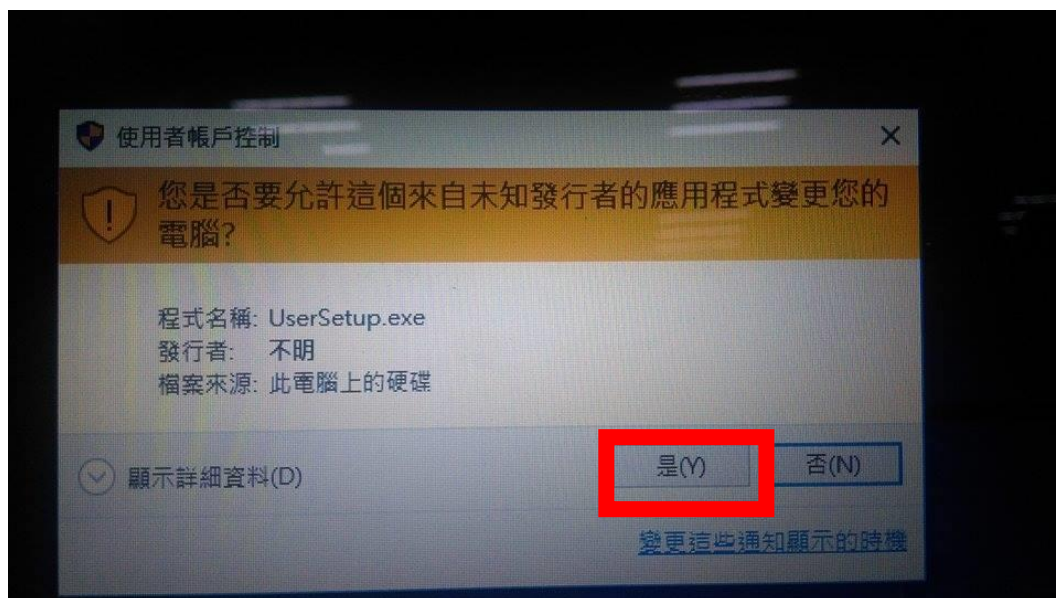 使用者帳戶控制
您是否要允許這個來自未知發行者的應用程式變更您的
電腦?
程式名稱: UserSetup.exe
發行者: 不明
檔案來源: 此電腦上的硬碟
顯示詳細資料(D)
是(Y)
否(N)
變更這些通知顯示的時機